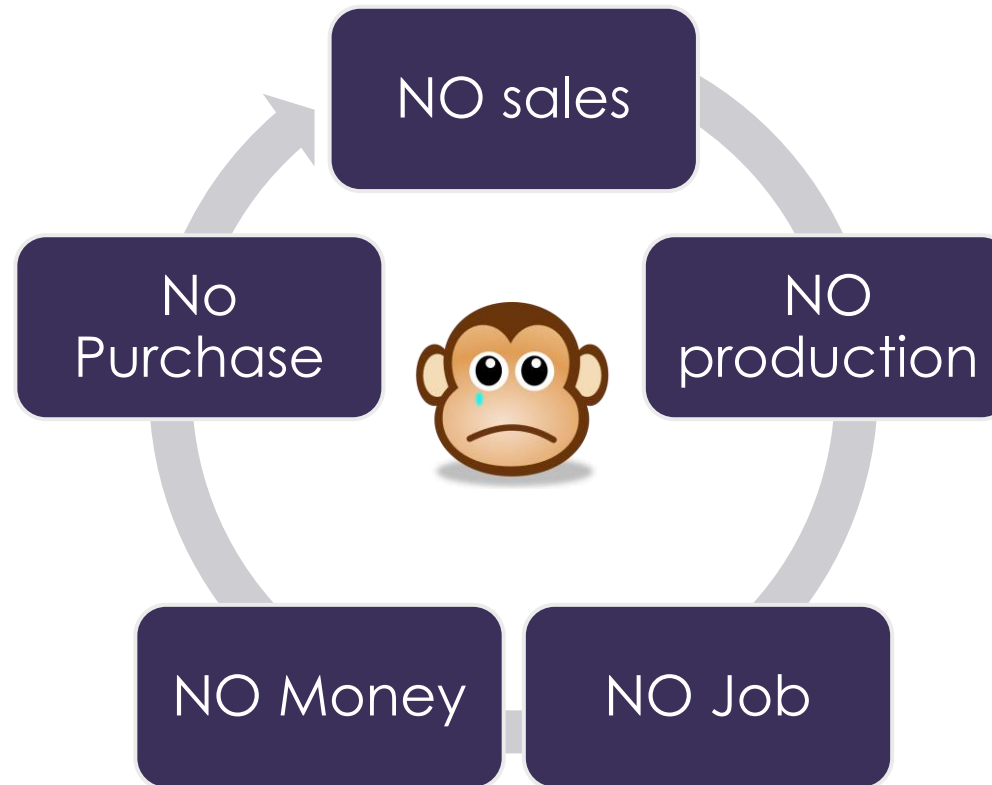 NO sales
NO
production
NO Job
NO Money
No
Purchase